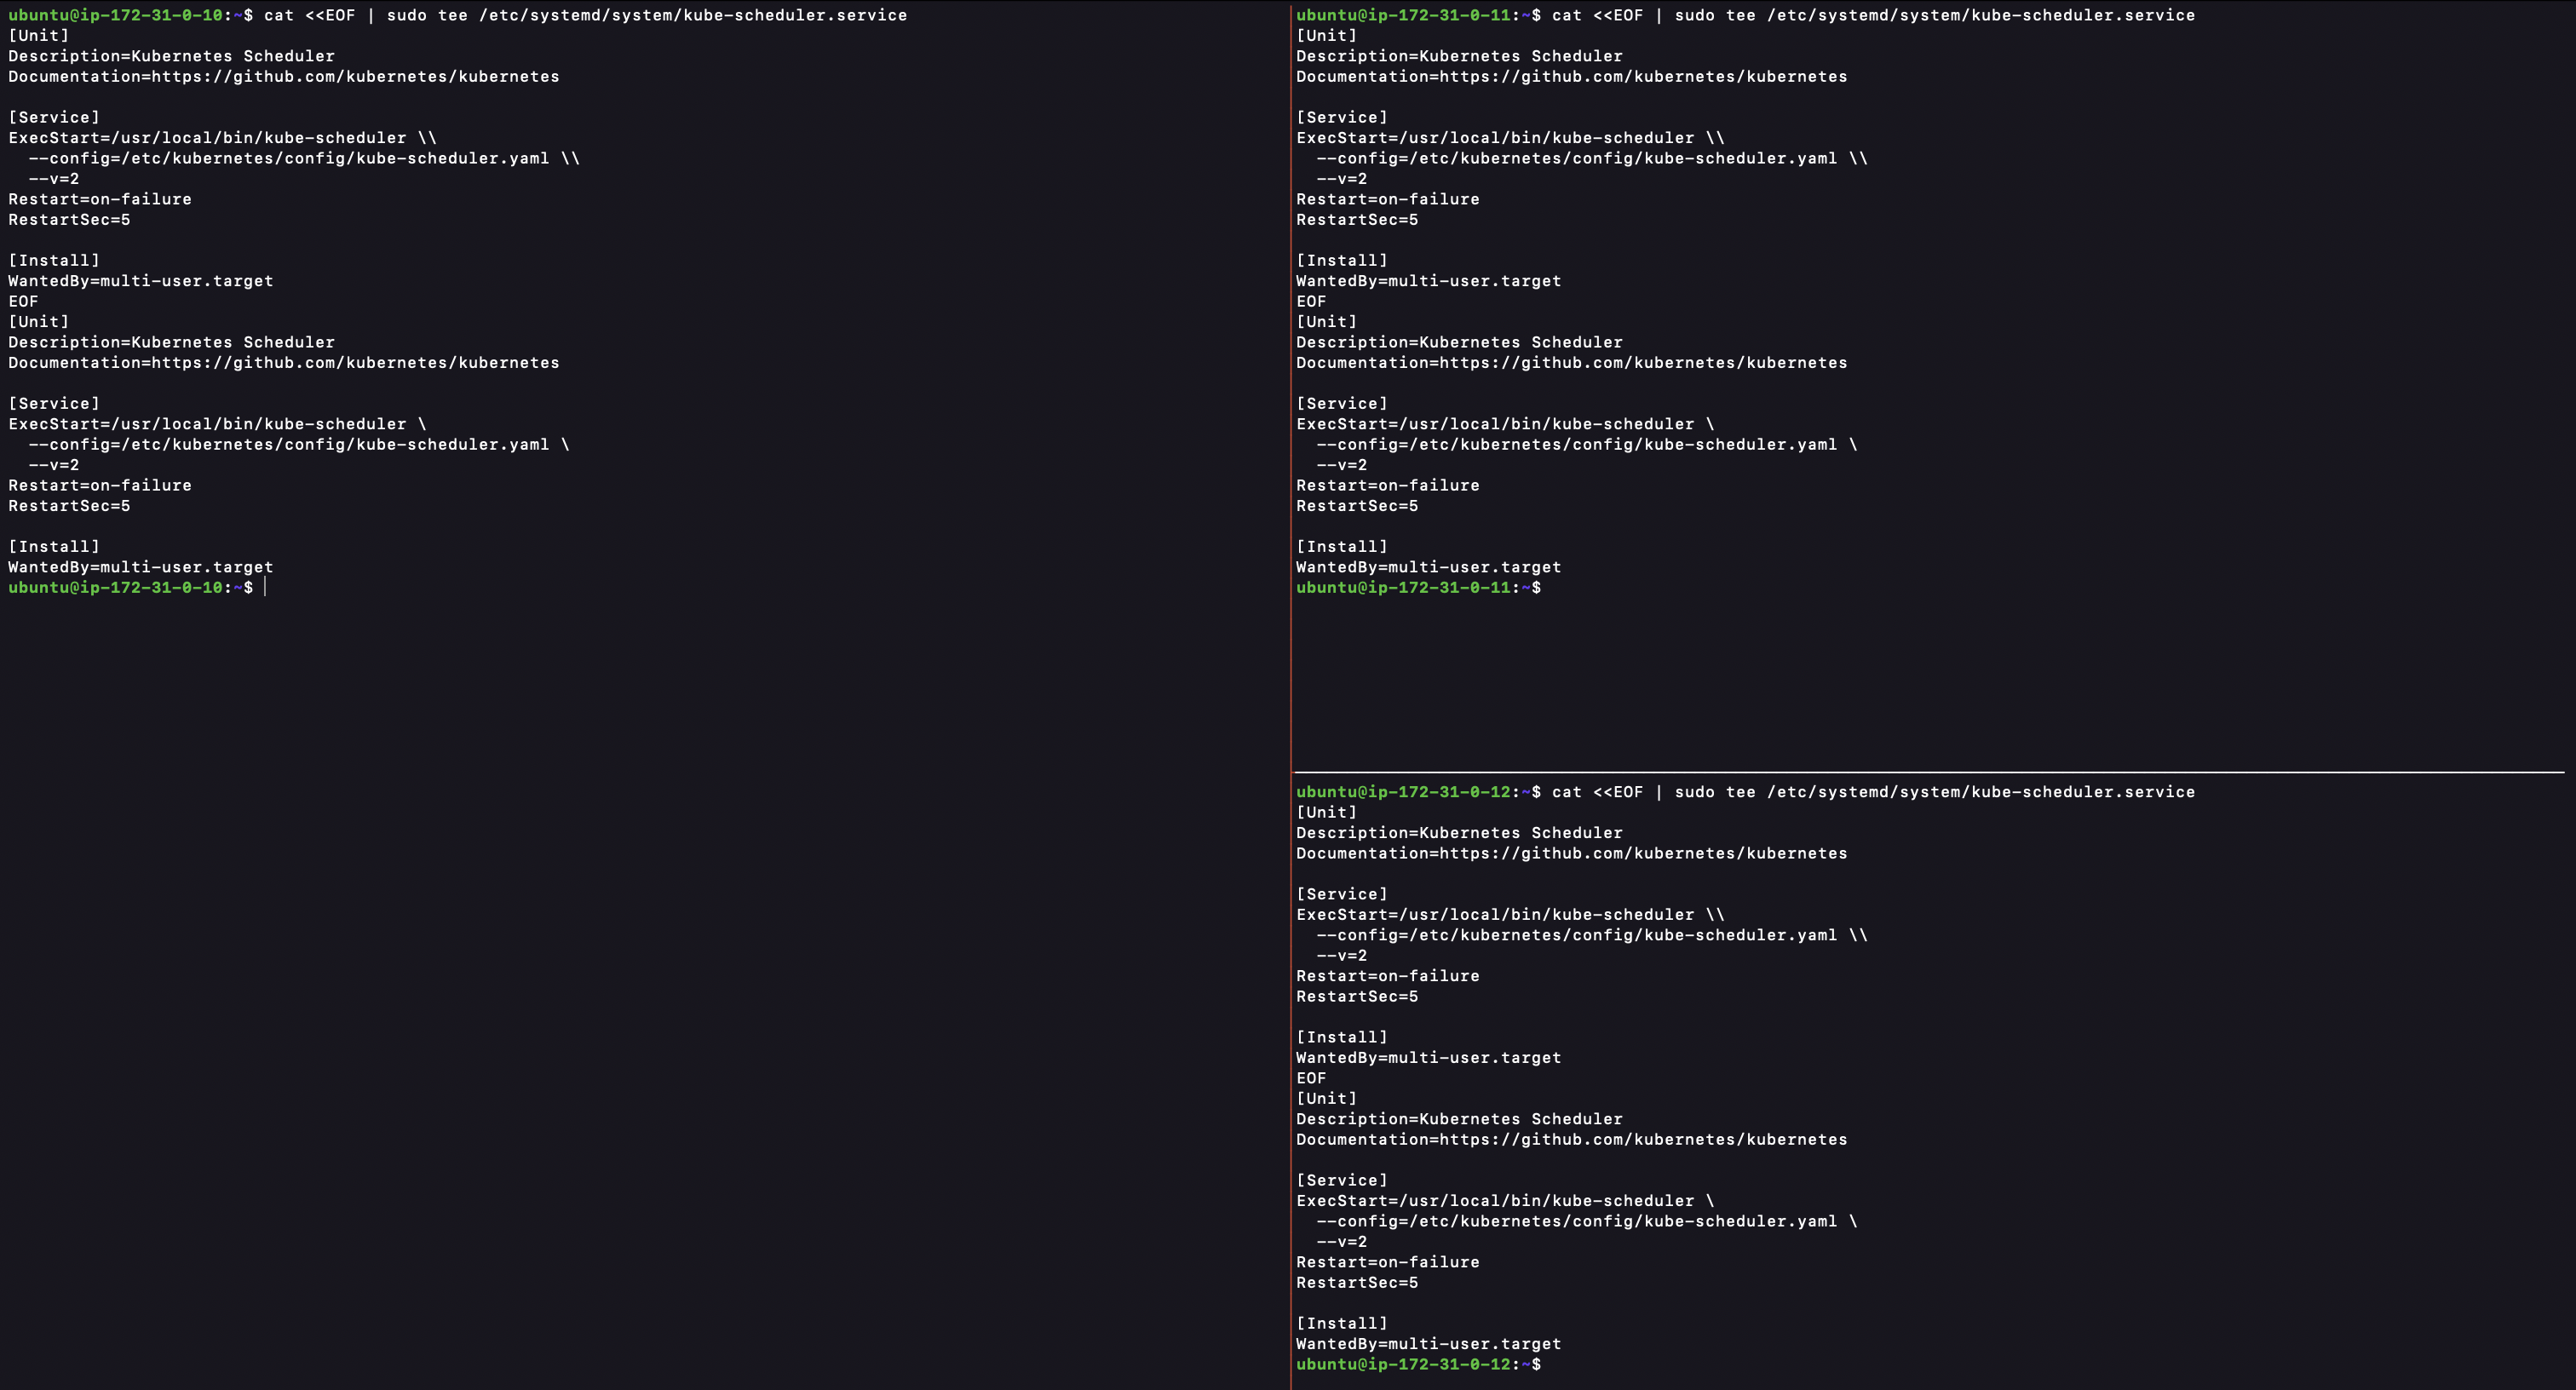 ubuntu@ip-172-31-0-10:~$ cat <<EOF | sudo tee /etc/systemd/system/kube-scheduler.service
[Unit]
Description=Kubernetes Scheduler
Documentation=https://github.com/kubernetes/kubernetes

[Service]
ExecStart=/usr/local/bin/kube-scheduler \\
  --config=/etc/kubernetes/config/kube-scheduler.yaml \\
  --v=2
Restart=on-failure
RestartSec=5

[Install]
WantedBy=multi-user.target
EOF
[Unit]
Description=Kubernetes Scheduler
Documentation=https://github.com/kubernetes/kubernetes

[Service]
ExecStart=/usr/local/bin/kube-scheduler \
  --config=/etc/kubernetes/config/kube-scheduler.yaml \
  --v=2
Restart=on-failure
RestartSec=5

[Install]
WantedBy=multi-user.target
ubuntu@ip-172-31-0-10:~$
ubuntu@ip-172-31-0-11:~$ cat <<EOF | sudo tee /etc/systemd/system/kube-scheduler.service
[Unit]
Description=Kubernetes Scheduler
Documentation=https://github.com/kubernetes/kubernetes

[Service]
ExecStart=/usr/local/bin/kube-scheduler \\
  --config=/etc/kubernetes/config/kube-scheduler.yaml \\
  --v=2
Restart=on-failure
RestartSec=5

[Install]
WantedBy=multi-user.target
EOF
[Unit]
Description=Kubernetes Scheduler
Documentation=https://github.com/kubernetes/kubernetes

[Service]
ExecStart=/usr/local/bin/kube-scheduler \
  --config=/etc/kubernetes/config/kube-scheduler.yaml \
  --v=2
Restart=on-failure
RestartSec=5

[Install]
WantedBy=multi-user.target
ubuntu@ip-172-31-0-11:~$
ubuntu@ip-172-31-0-12:~$ cat <<EOF | sudo tee /etc/systemd/system/kube-scheduler.service
[Unit]
Description=Kubernetes Scheduler
Documentation=https://github.com/kubernetes/kubernetes

[Service]
ExecStart=/usr/local/bin/kube-scheduler \\
  --config=/etc/kubernetes/config/kube-scheduler.yaml \\
  --v=2
Restart=on-failure
RestartSec=5

[Install]
WantedBy=multi-user.target
EOF
[Unit]
Description=Kubernetes Scheduler
Documentation=https://github.com/kubernetes/kubernetes

[Service]
ExecStart=/usr/local/bin/kube-scheduler \
  --config=/etc/kubernetes/config/kube-scheduler.yaml \
  --v=2
Restart=on-failure
RestartSec=5

[Install]
WantedBy=multi-user.target
ubuntu@ip-172-31-0-12:~$